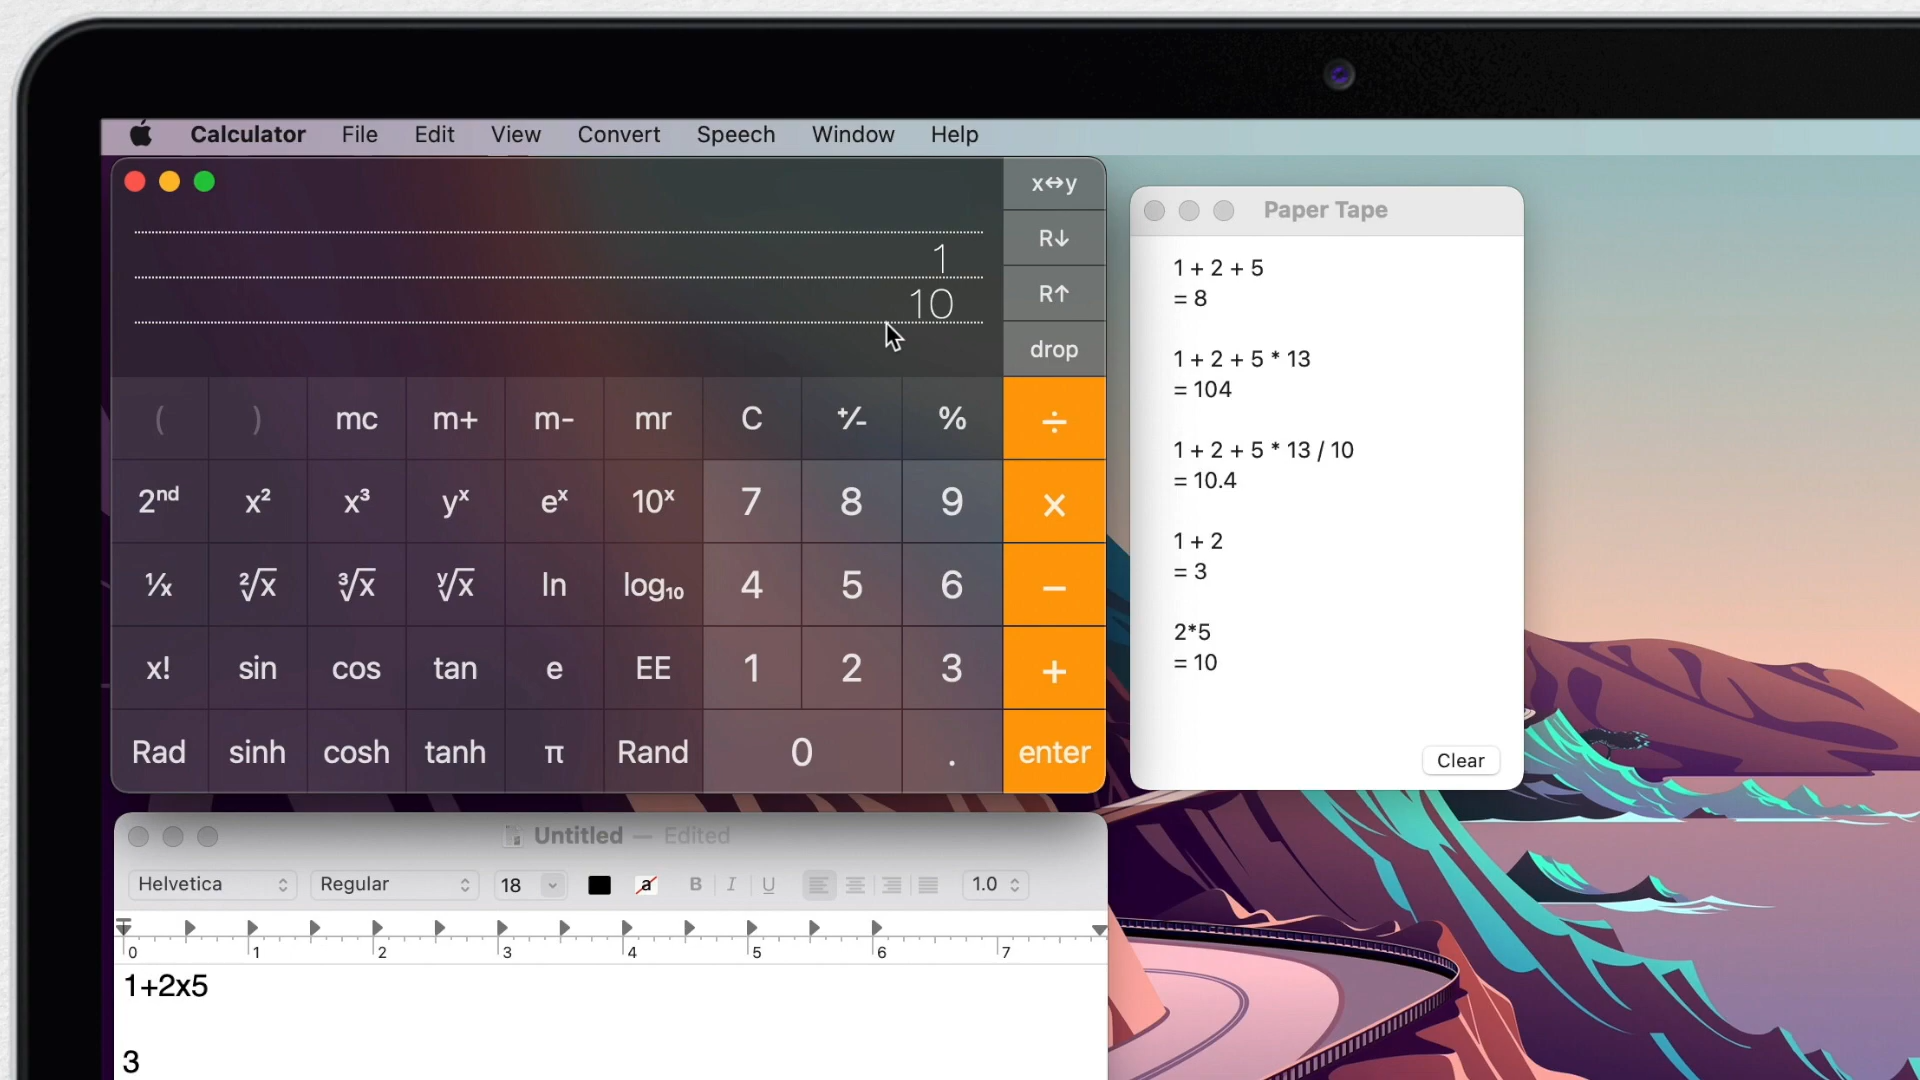 Calculator File Edit View Convert Speech Window Help
x⇔y
1
R↓
10
R↑
drop
( ) mc m+ m- mr C ⁺⁄₋ % ÷
2ⁿᵈ x² x³ yˣ eˣ 10ˣ 7 8 9 ×
¹⁄ₓ ²√x ³√x ʸ√x ln log₁₀ 4 5 6 −
x! sin cos tan e EE 1 2 3 +
Rad sinh cosh tanh π Rand 0 . enter
Paper Tape
1 + 2 + 5
= 8
1 + 2 + 5 * 13
= 104
1 + 2 + 5 * 13 / 10
= 10.4
1 + 2
= 3
2*5
= 10
Clear
Untitled — Edited
Helvetica Regular 18 a B I U 1.0
0 1 2 3 4 5 6 7
1+2x5
3